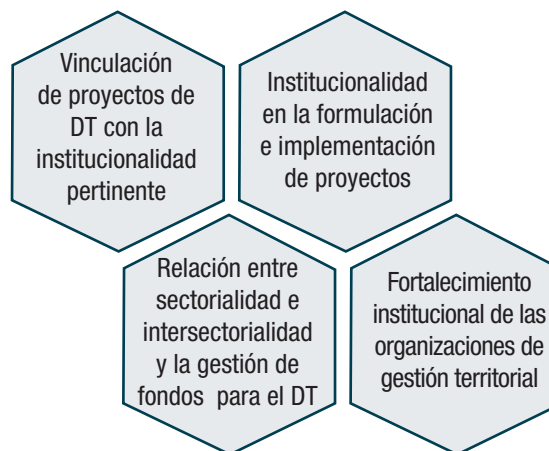 Vinculación
de proyectos de
DT con la
institucionalidad
pertinente
Institucionalidad
en la formulación
e implementación
de proyectos
Relación entre
sectorialidad e
intersectorialidad
y la gestión de
fondos para el DT
Fortalecimiento
institucional de las
organizaciones de
gestión territorial